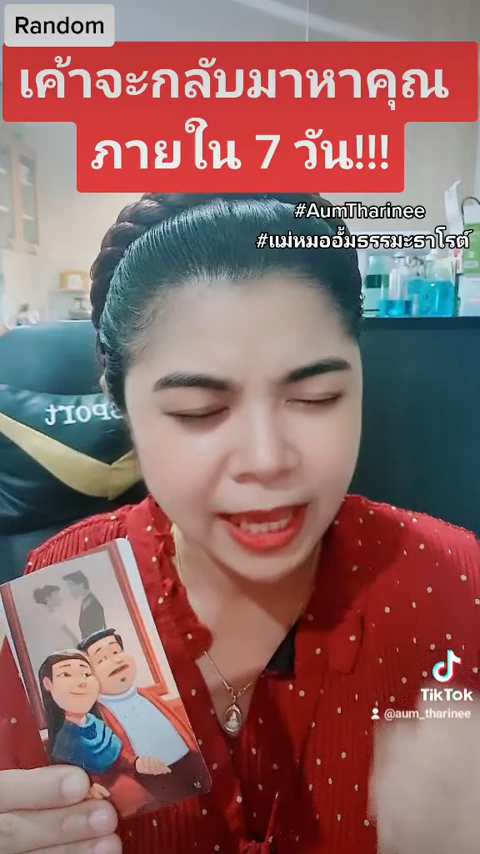 Random
เค้าจะกลับมาหาคุณ
ภายใน 7 วัน!!!
#AumTharinee
#แม่หมออั้มธรรมะธาโรต์
sport
TikTok
@aum_tharinee